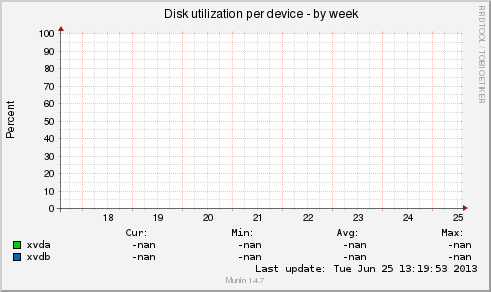 Disk utilization per device - by week
RRDTOOL / TOBI OETIKER
Percent
100
90
80
70
60
50
40
30
20
10
0
18 19 20 21 22 23 24 25
Cur: Min: Avg: Max:
xvda -nan -nan -nan -nan
xvdb -nan -nan -nan -nan
Last update: Tue Jun 25 13:19:53 2013
Munin 1.4.7